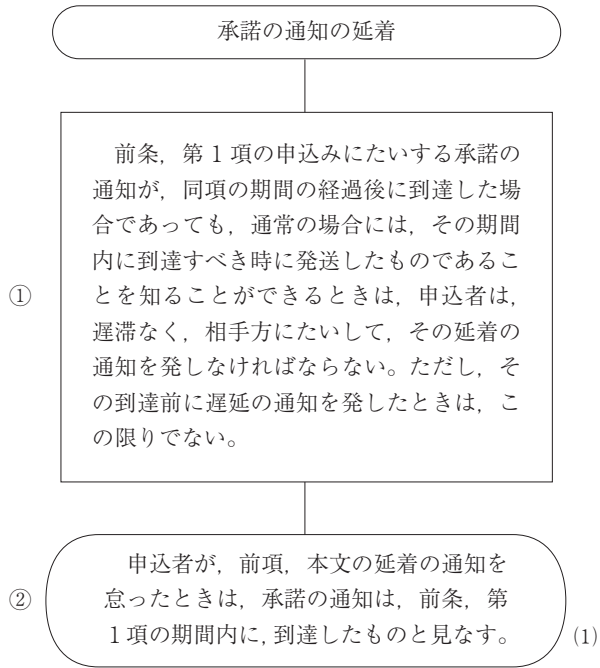 承諾の通知の延着
①
前条，第1項の申込みにたいする承諾の
通知が，同項の期間の経過後に到達した場
合であっても，通常の場合には，その期間
内に到達すべき時に発送したものであるこ
とを知ることができるときは，申込者は，
遅滞なく，相手方にたいして，その延着の
通知を発しなければならない。ただし，そ
の到達前に遅延の通知を発したときは，こ
の限りでない。
②
申込者が，前項，本文の延着の通知を
怠ったときは，承諾の通知は，前条，第
1項の期間内に，到達したものと見なす。
(1)